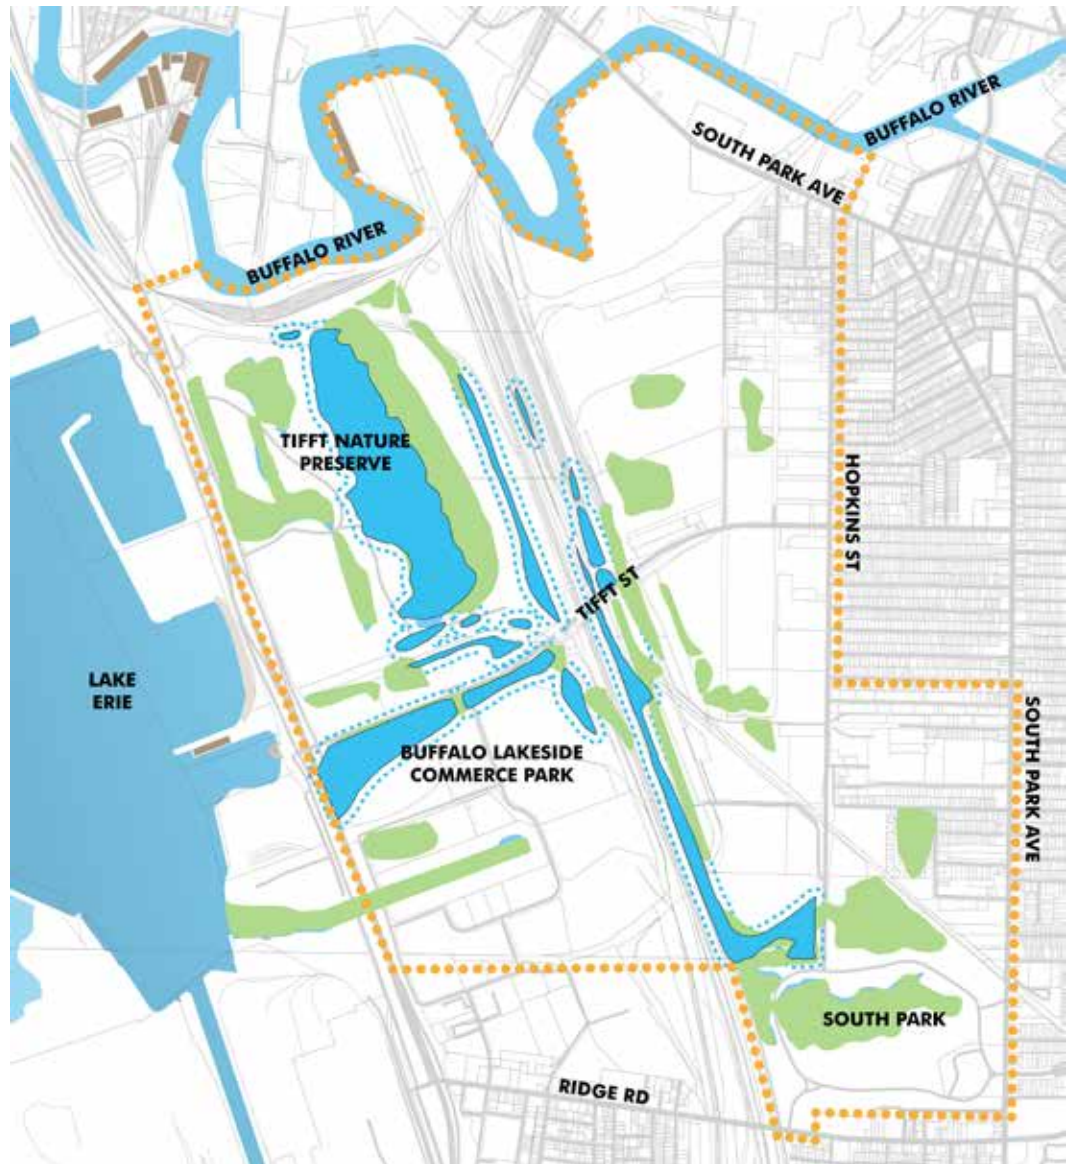 BUFFALO RIVER
SOUTH PARK AVE
BUFFALO RIVER
TIFFT NATURE
PRESERVE
HOPKINS ST
TIFFT ST
LAKE
ERIE
BUFFALO LAKESIDE
COMMERCE PARK
SOUTH PARK AVE
SOUTH PARK
RIDGE RD